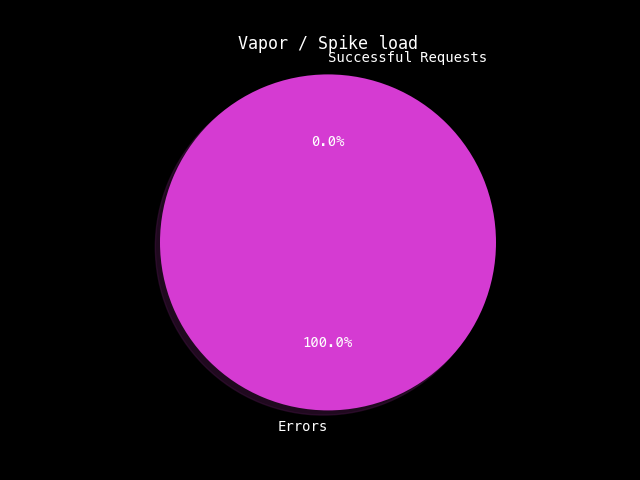 Vapor / Spike load
Successful Requests
0.0%
100.0%
Errors